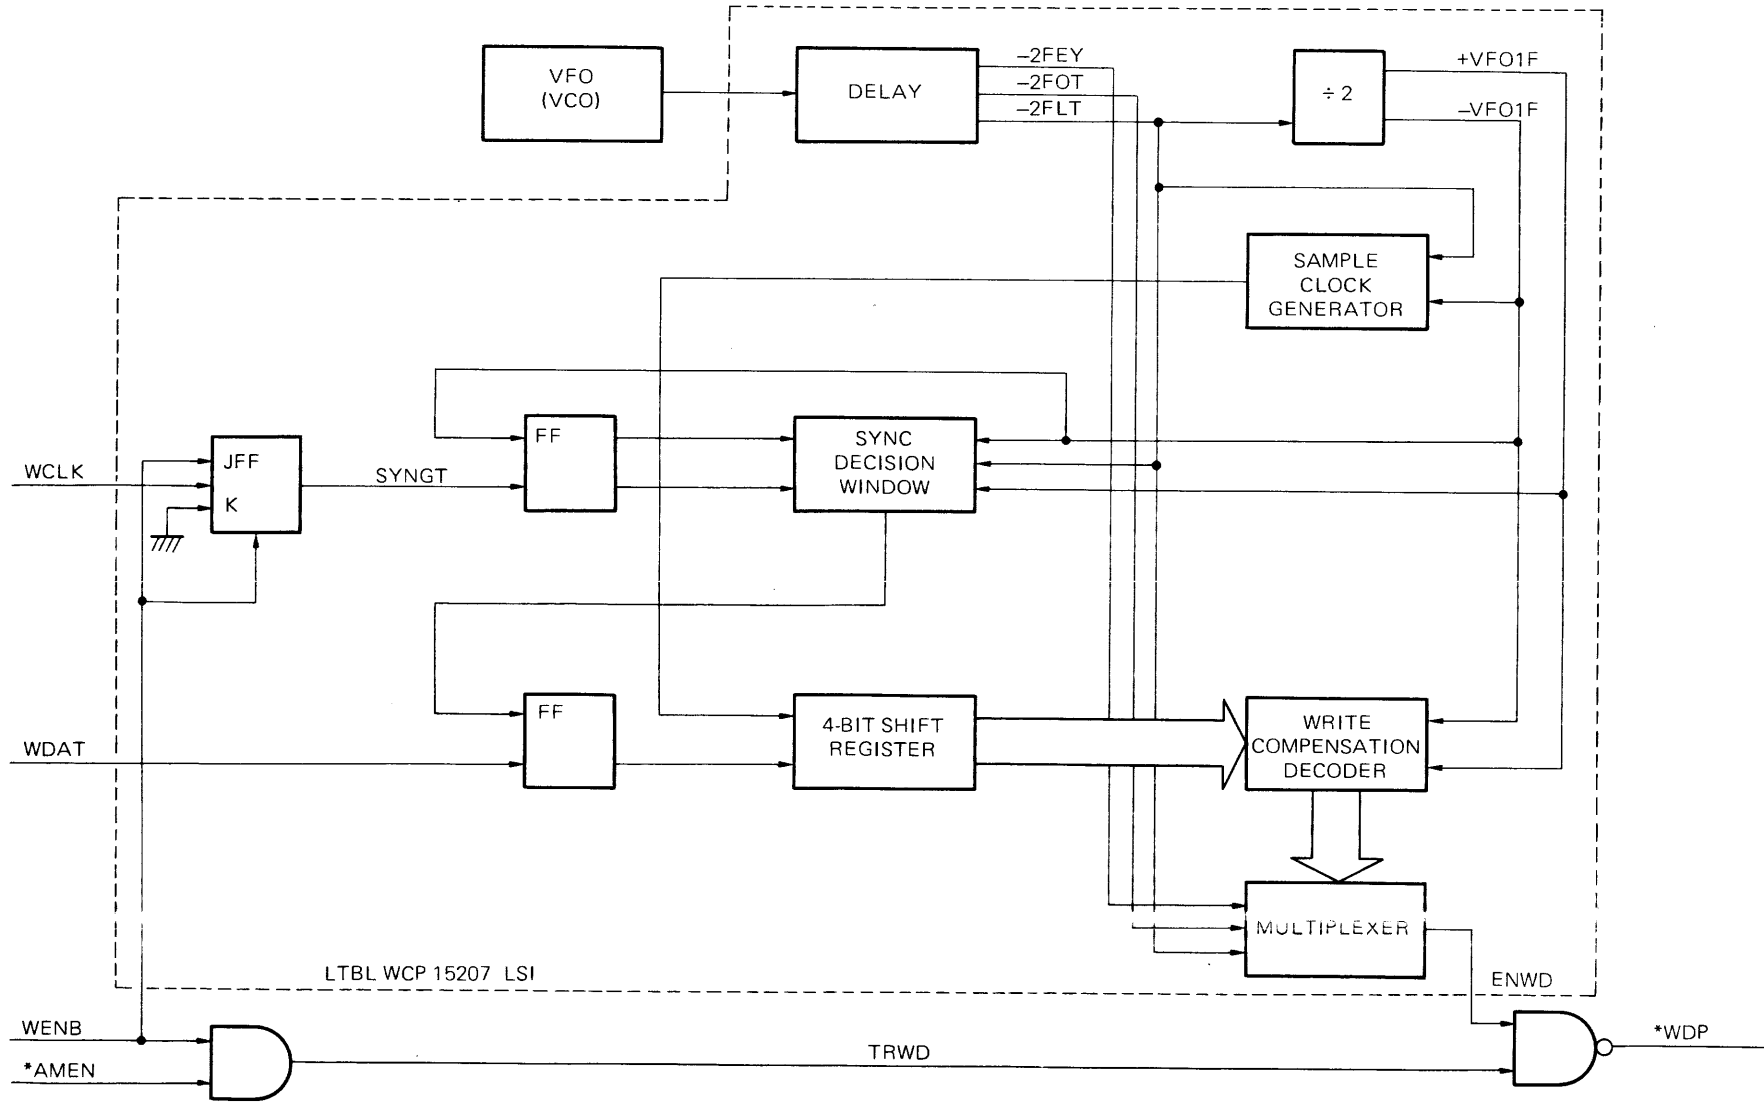 VFO
(VCO)
DELAY
–2FEY
–2FOT
–2FLT
÷ 2
+VFO1F
–VFO1F
SAMPLE
CLOCK
GENERATOR
WCLK
JFF
K
SYNGT
FF
SYNC
DECISION
WINDOW
WDAT
FF
4-BIT SHIFT
REGISTER
WRITE
COMPENSATION
DECODER
MULTIPLEXER
LTBL WCP 15207 LSI
ENWD
WENB
*AMEN
TRWD
*WDP